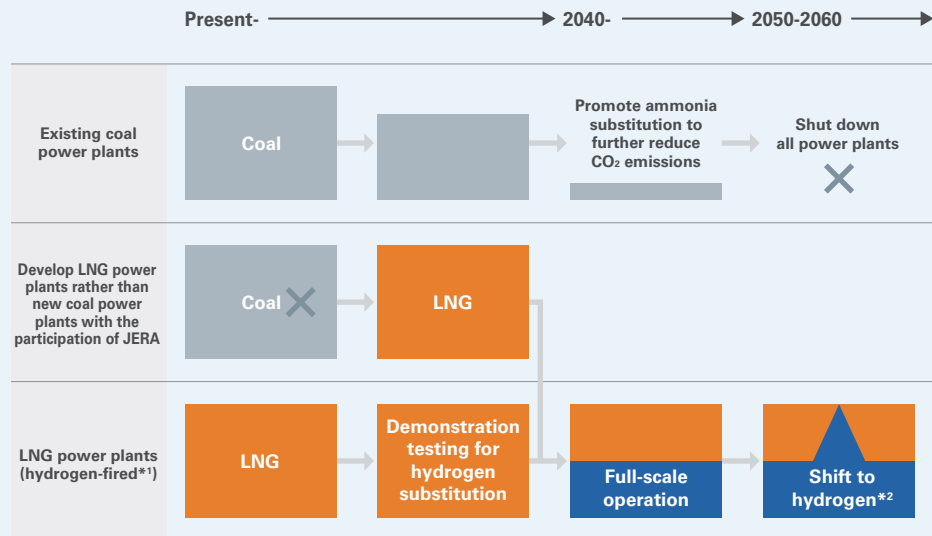 Present-
2040-
2050-2060
Existing coal
power plants
Coal
Promote ammonia
substitution to
further reduce
CO₂ emissions
Shut down
all power plants
Develop LNG power
plants rather than
new coal power
plants with the
participation of JERA
Coal
LNG
LNG power plants
(hydrogen-fired*¹)
LNG
Demonstration
testing for
hydrogen
substitution
Full-scale
operation
Shift to
hydrogen*²